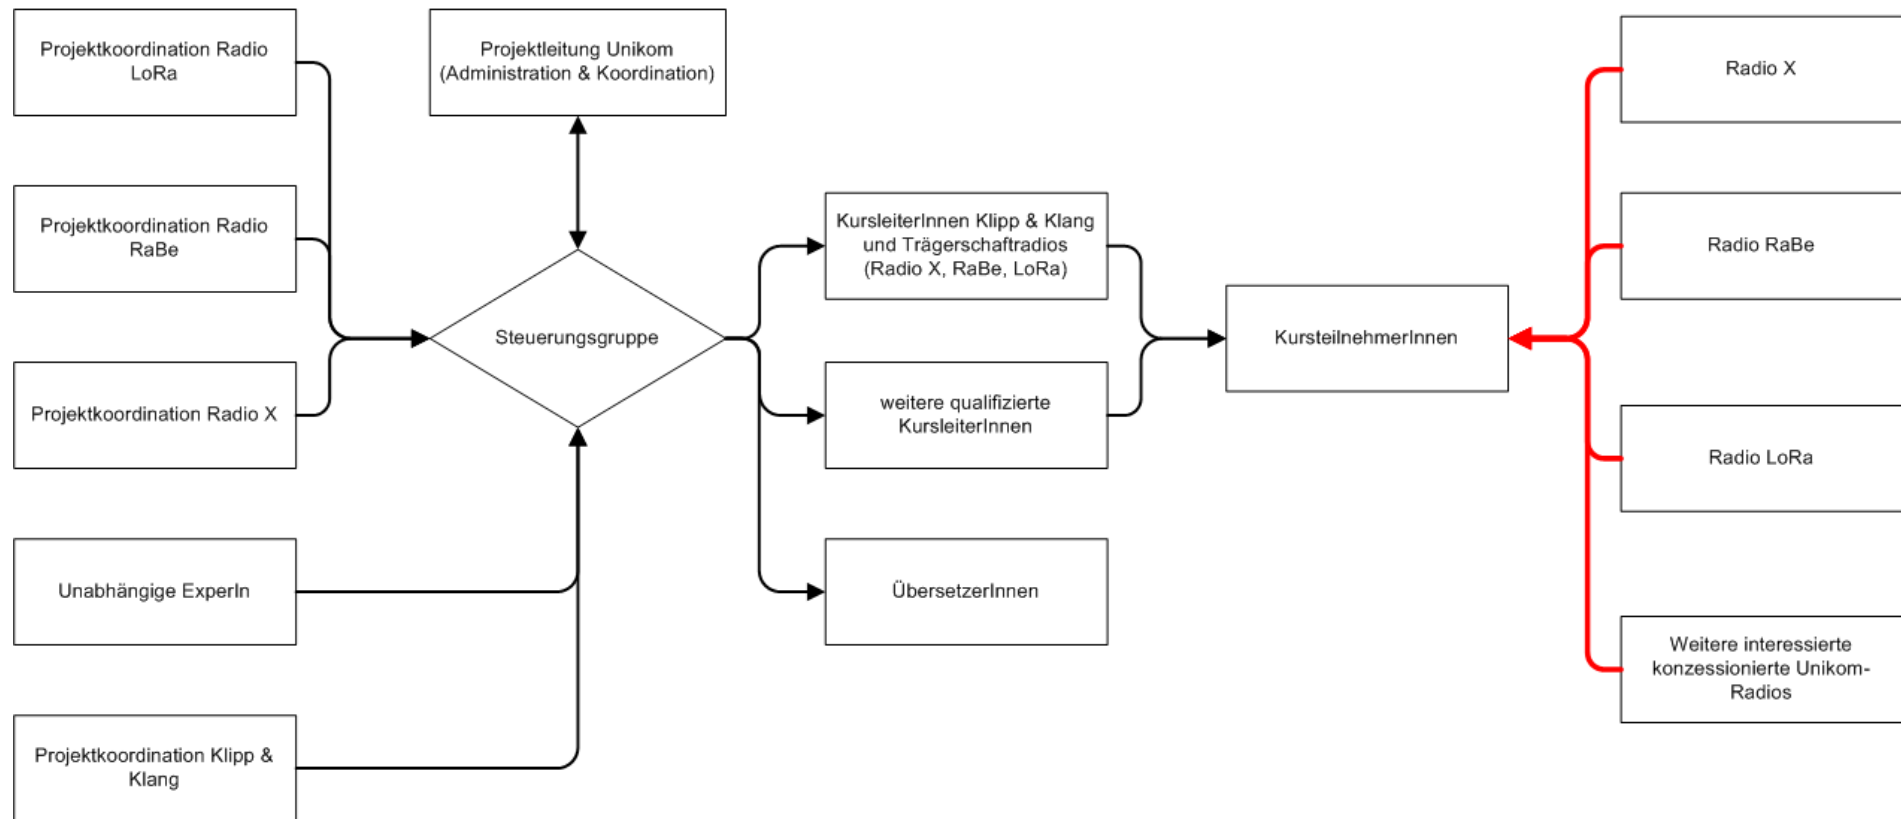 Projektkoordination Radio
LoRa
Projektleitung Unikom
(Administration & Koordination)
Radio X
Projektkoordination Radio
RaBe
KursleiterInnen Klipp & Klang
und Trägerschaftradios
(Radio X, RaBe, LoRa)
Radio RaBe
Steuerungsgruppe
KursteilnehmerInnen
Projektkoordination Radio X
weitere qualifizierte
KursleiterInnen
Radio LoRa
Unabhängige ExperIn
ÜbersetzerInnen
Weitere interessierte
konzessionierte Unikom-
Radios
Projektkoordination Klipp &
Klang